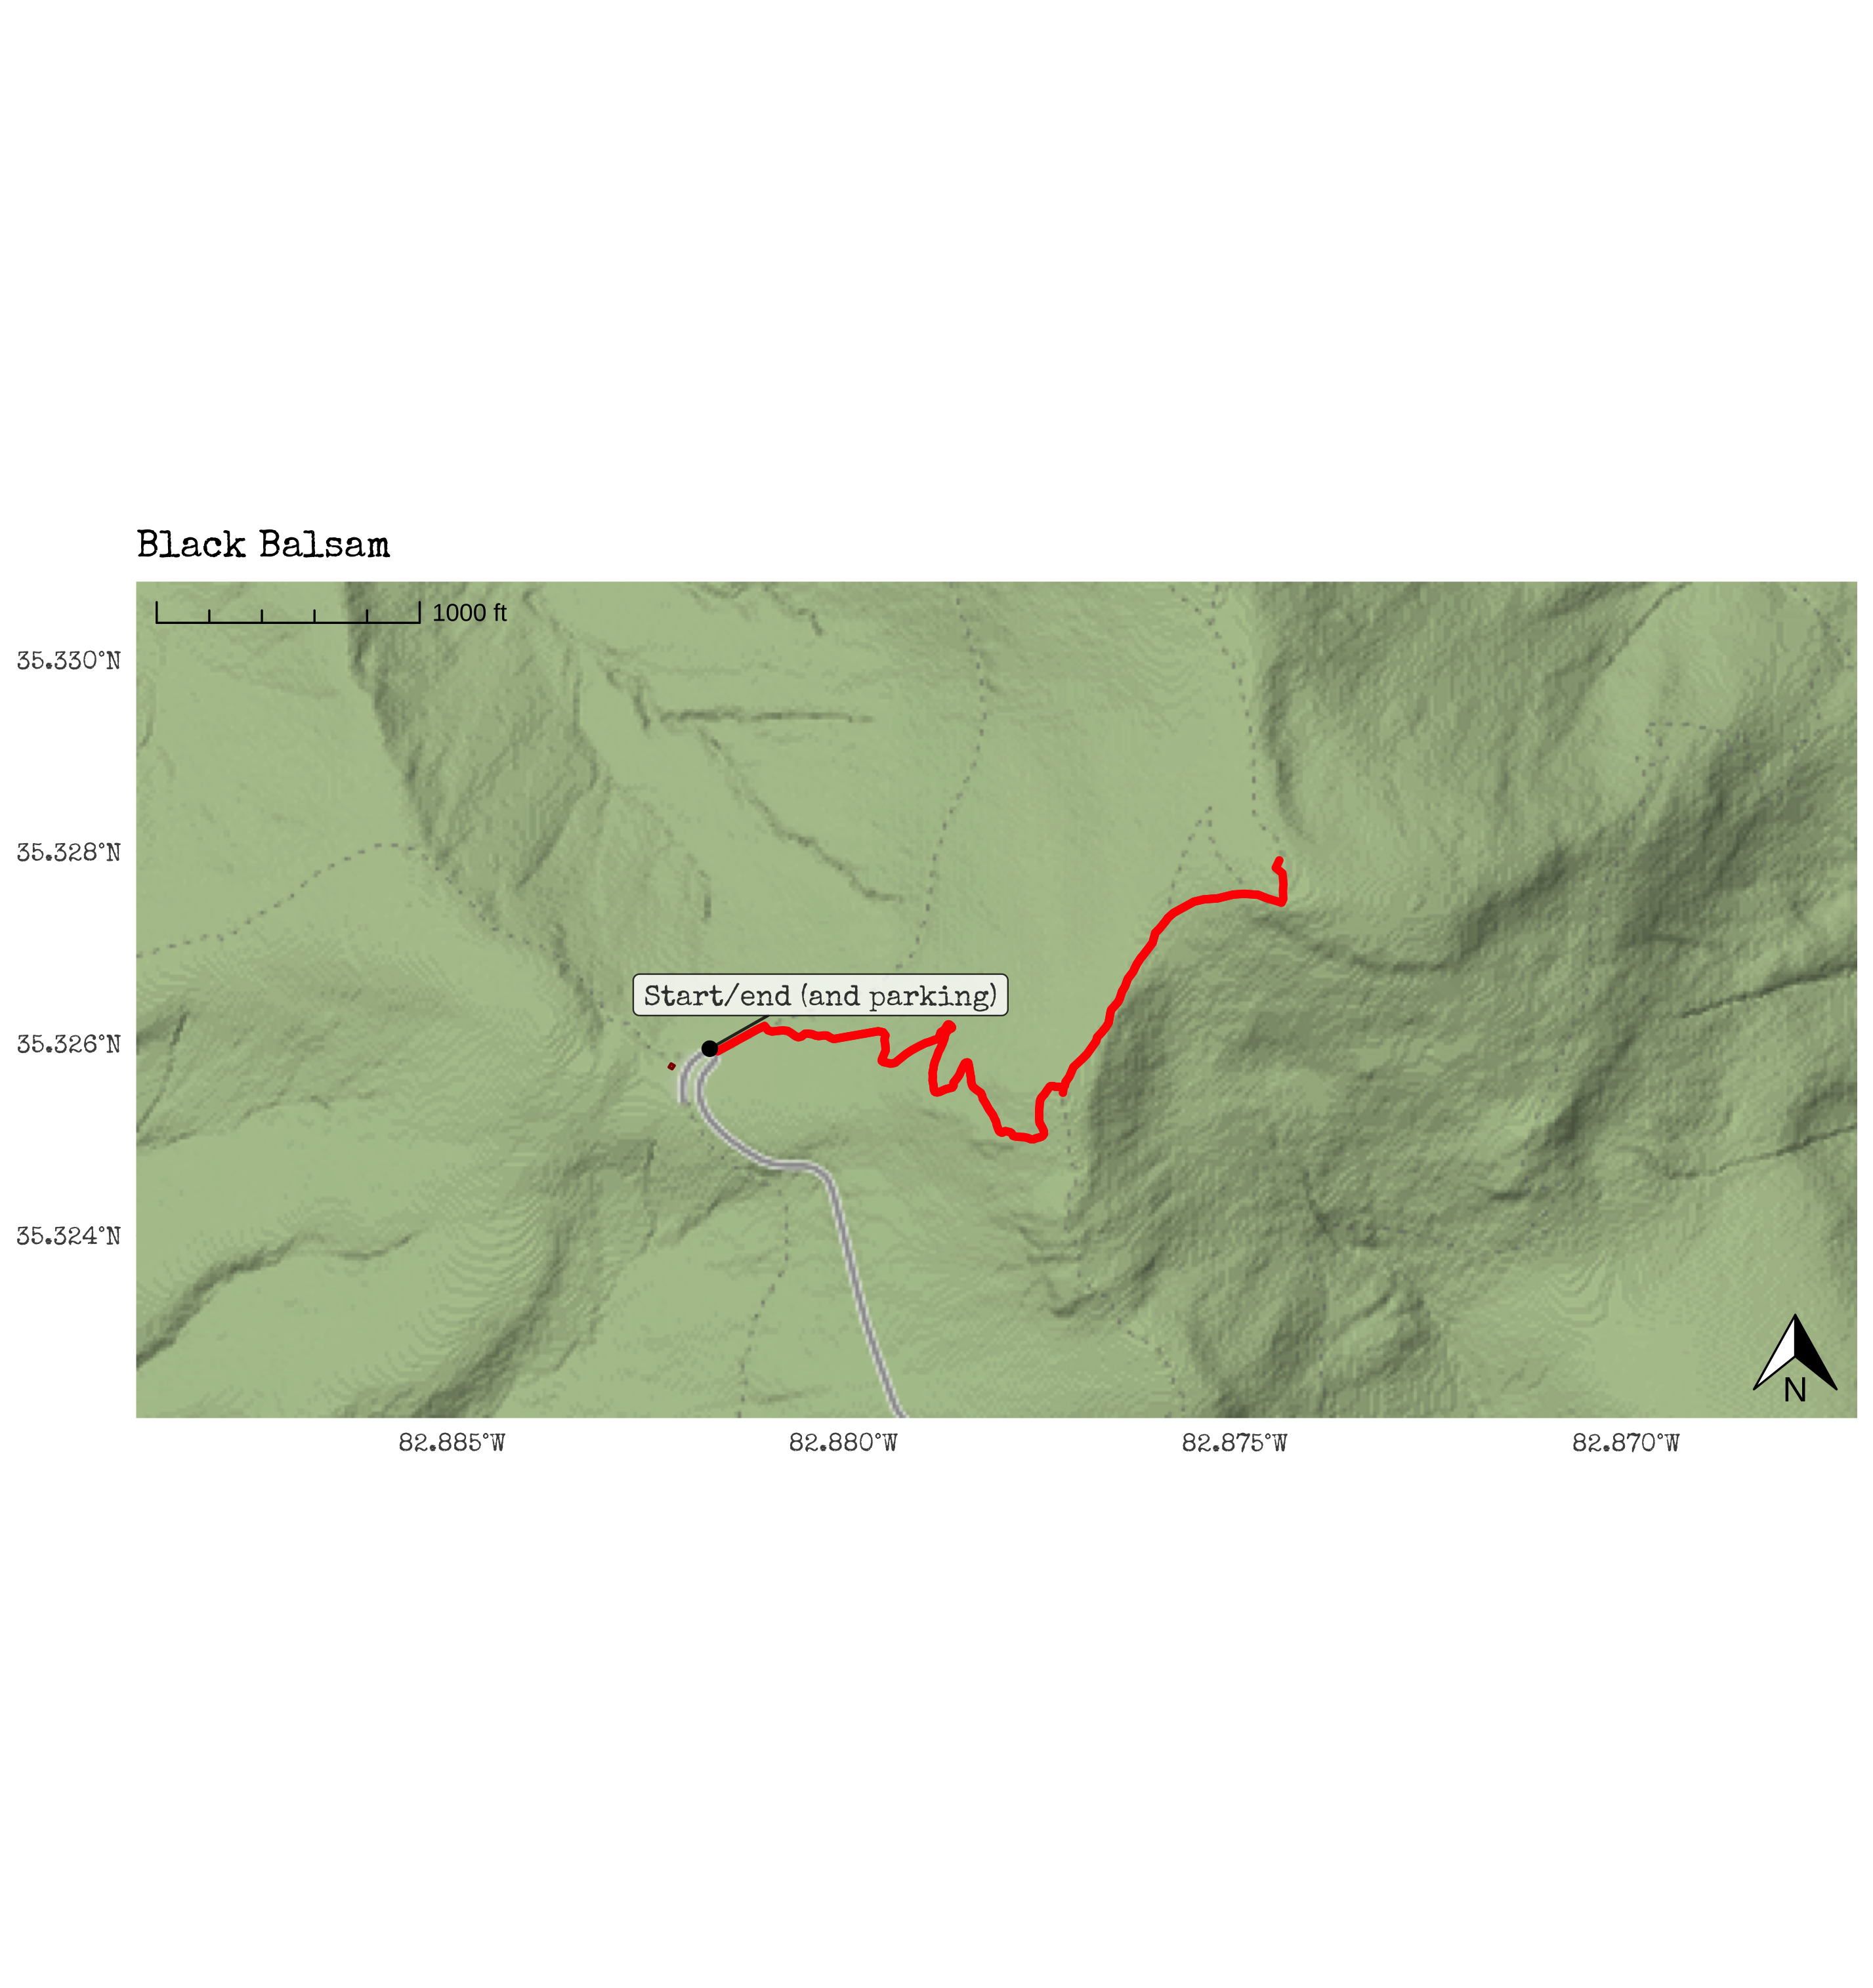 Black Balsam
1000 ft
35.330°N
35.328°N
Start/end (and parking)
35.326°N
35.324°N
N
82.885°W 82.880°W 82.875°W 82.870°W